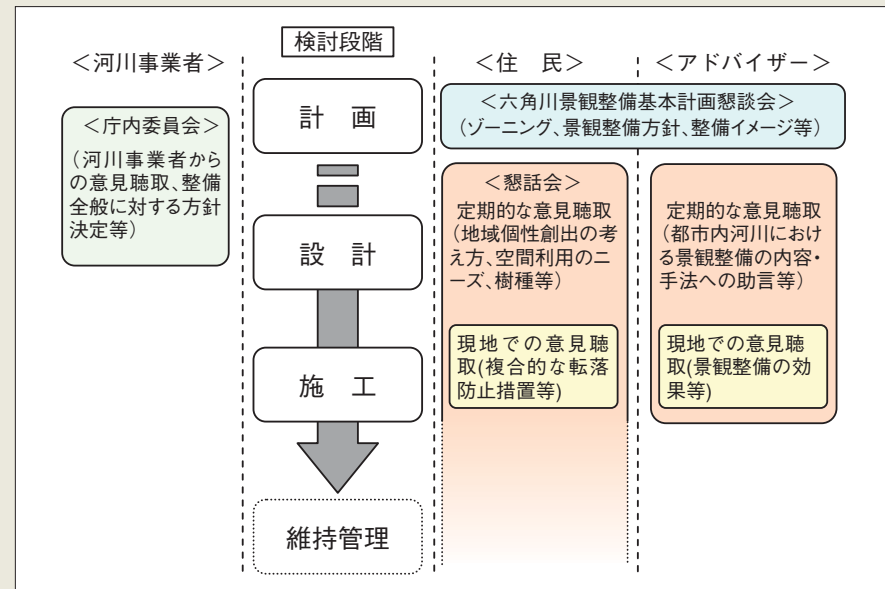 検討段階
＜河川事業者＞
＜住　民＞
＜アドバイザー＞
計　画
＜六角川景観整備基本計画懇談会＞
（ゾーニング、景観整備方針、整備イメージ等）
＜庁内委員会＞
（河川事業者から
の意見聴取、整備
全般に対する方針
決定等）
＜懇話会＞
定期的な意見聴取
（地域個性創出の考
え方、空間利用のニ
ーズ、樹種等）
定期的な意見聴取
（都市内河川における
景観整備の内容・
手法への助言等）
設　計
現地での意見聴
取(複合的な転落
防止措置等)
現地での意見聴
取(景観整備の効
果等)
施　工
維持管理